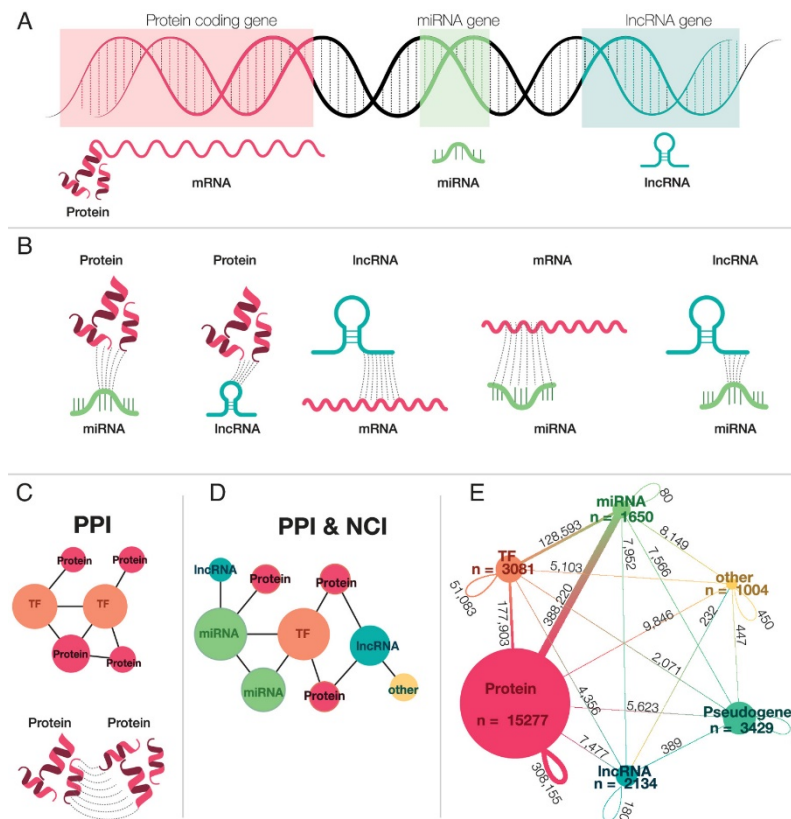 A
Protein coding gene
miRNA gene
lncRNA gene
mRNA
miRNA
lncRNA
Protein
B
Protein
Protein
lncRNA
mRNA
lncRNA
miRNA
lncRNA
mRNA
miRNA
miRNA
C
PPI
Protein
Protein
TF
TF
Protein
Protein
Protein
Protein
D
PPI & NCI
lncRNA
Protein
Protein
miRNA
TF
lncRNA
miRNA
Protein
other
E
miRNA
n = 1650
80
TF
n = 3081
128,593
8,149
5,103
7,952
7,566
other
n = 1004
51,083
177,903
388,220
232
450
9,846
447
Protein
n = 15277
2,071
4,356
5,623
Pseudogene
n = 3429
7,477
389
308,155
lncRNA
n = 2134
180